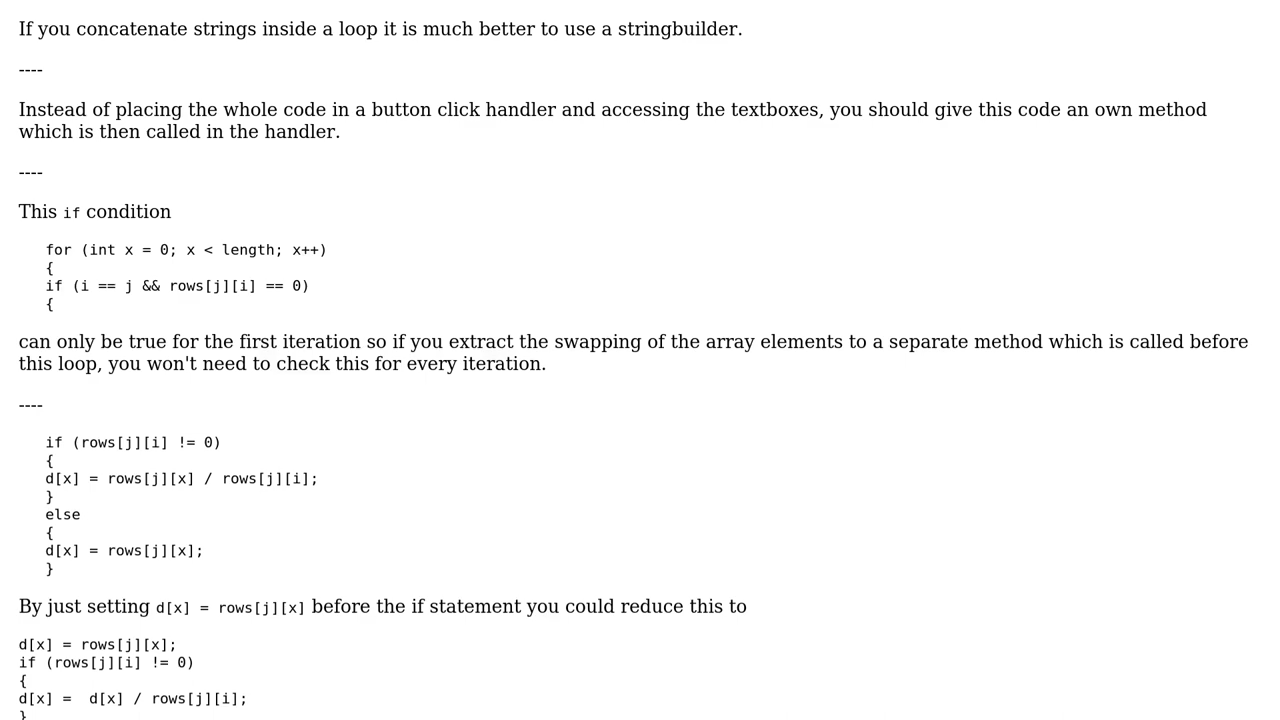 If you concatenate strings inside a loop it is much better to use a stringbuilder.
----
Instead of placing the whole code in a button click handler and accessing the textboxes, you should give this code an own method
which is then called in the handler.
----
This if condition
for (int x = 0; x < length; x++)
{
if (i == j && rows[j][i] == 0)
{
can only be true for the first iteration so if you extract the swapping of the array elements to a separate method which is called before
this loop, you won't need to check this for every iteration.
----
if (rows[j][i] != 0)
{
d[x] = rows[j][x] / rows[j][i];
}
else
{
d[x] = rows[j][x];
}
By just setting d[x] = rows[j][x] before the if statement you could reduce this to
d[x] = rows[j][x];
if (rows[j][i] != 0)
{
d[x] =  d[x] / rows[j][i];
}